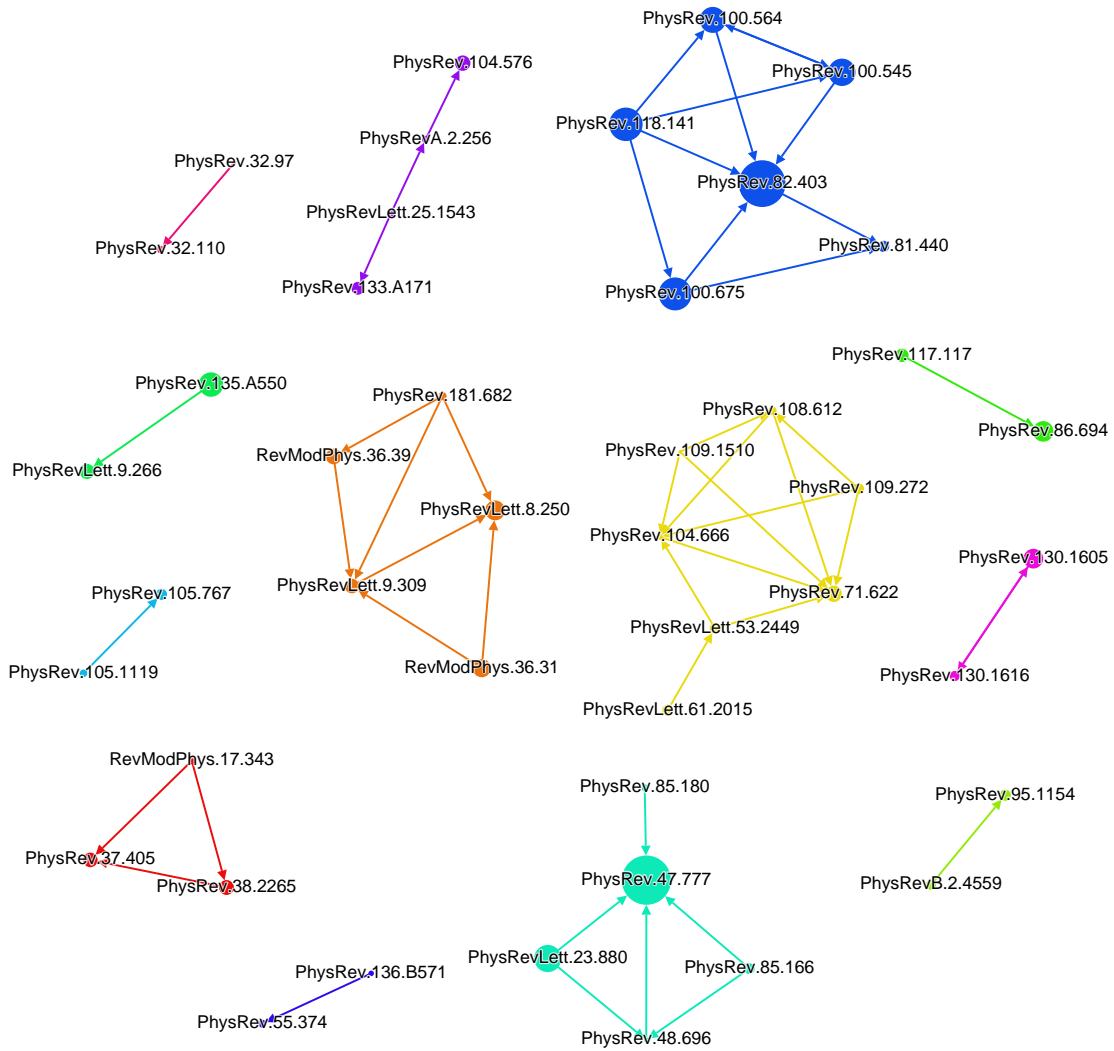 PhysRev.100.564
PhysRev.104.576
PhysRev.100.545
PhysRev.118.141
PhysRevA.2.256
PhysRev.32.97
PhysRev.82.403
PhysRevLett.25.1543
PhysRev.32.110
PhysRev.81.440
PhysRev.133.A171
PhysRev.100.675
PhysRev.117.117
PhysRev.135.A550
PhysRev.181.682
PhysRev.108.612
PhysRev.86.694
PhysRev.109.1510
RevModPhys.36.39
PhysRevLett.9.266
PhysRev.109.272
PhysRevLett.8.250
PhysRev.104.666
PhysRev.130.1605
PhysRevLett.9.309
PhysRev.105.767
PhysRev.71.622
PhysRevLett.53.2449
RevModPhys.36.31
PhysRev.105.1119
PhysRev.130.1616
PhysRevLett.61.2015
RevModPhys.17.343
PhysRev.85.180
PhysRev.95.1154
PhysRev.37.405
PhysRev.38.2265
PhysRev.47.777
PhysRevB.2.4559
PhysRevLett.23.880
PhysRev.85.166
PhysRev.136.B571
PhysRev.55.374
PhysRev.48.696